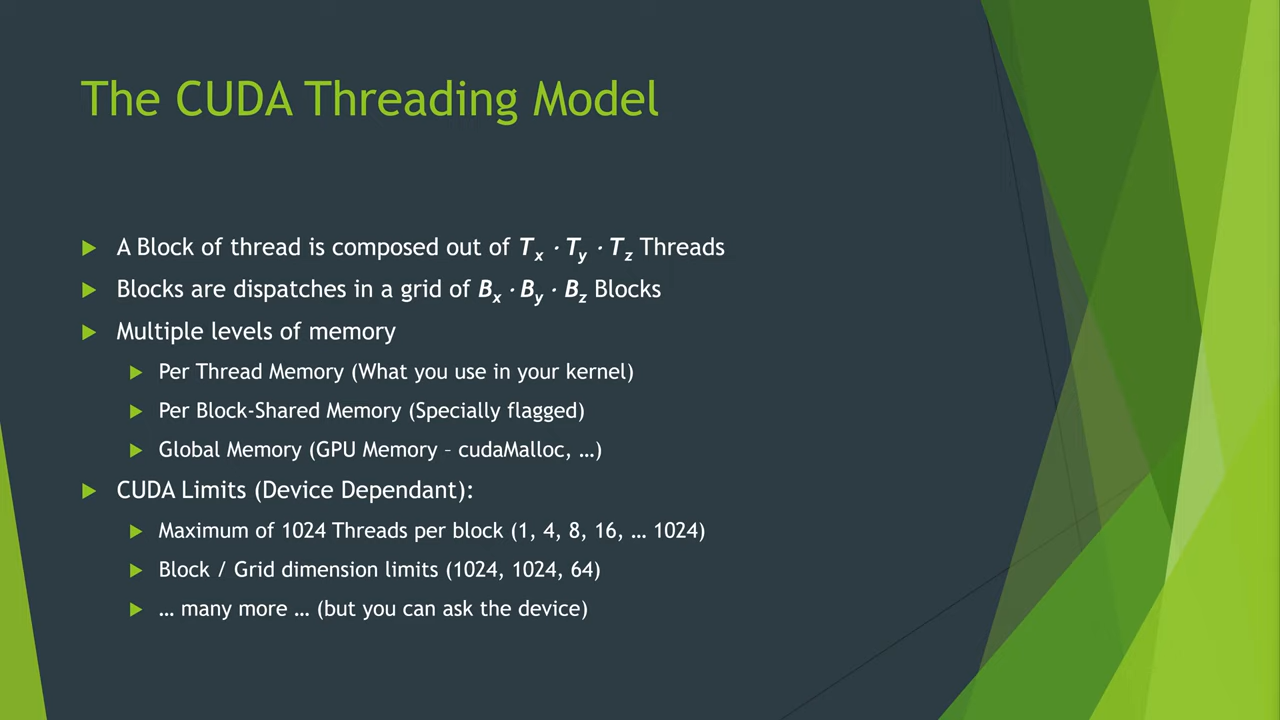 The CUDA Threading Model
A Block of thread is composed out of Tx · Ty · Tz Threads
Blocks are dispatches in a grid of Bx · By · Bz Blocks
Multiple levels of memory
Per Thread Memory (What you use in your kernel)
Per Block-Shared Memory (Specially flagged)
Global Memory (GPU Memory – cudaMalloc, …)
CUDA Limits (Device Dependant):
Maximum of 1024 Threads per block (1, 4, 8, 16, … 1024)
Block / Grid dimension limits (1024, 1024, 64)
… many more … (but you can ask the device)